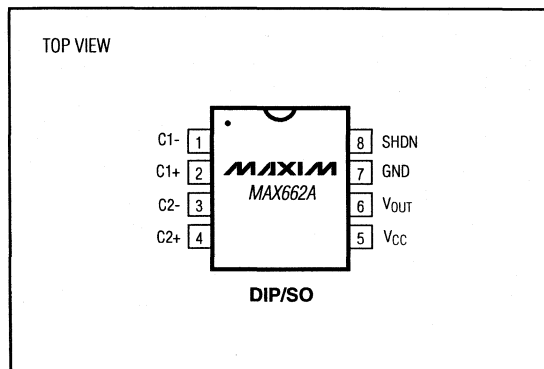 TOP VIEW
C1- 1 8 SHDN
C1+ 2 MAXIM 7 GND
MAX662A
C2- 3 6 VOUT
C2+ 4 5 VCC
DIP/SO